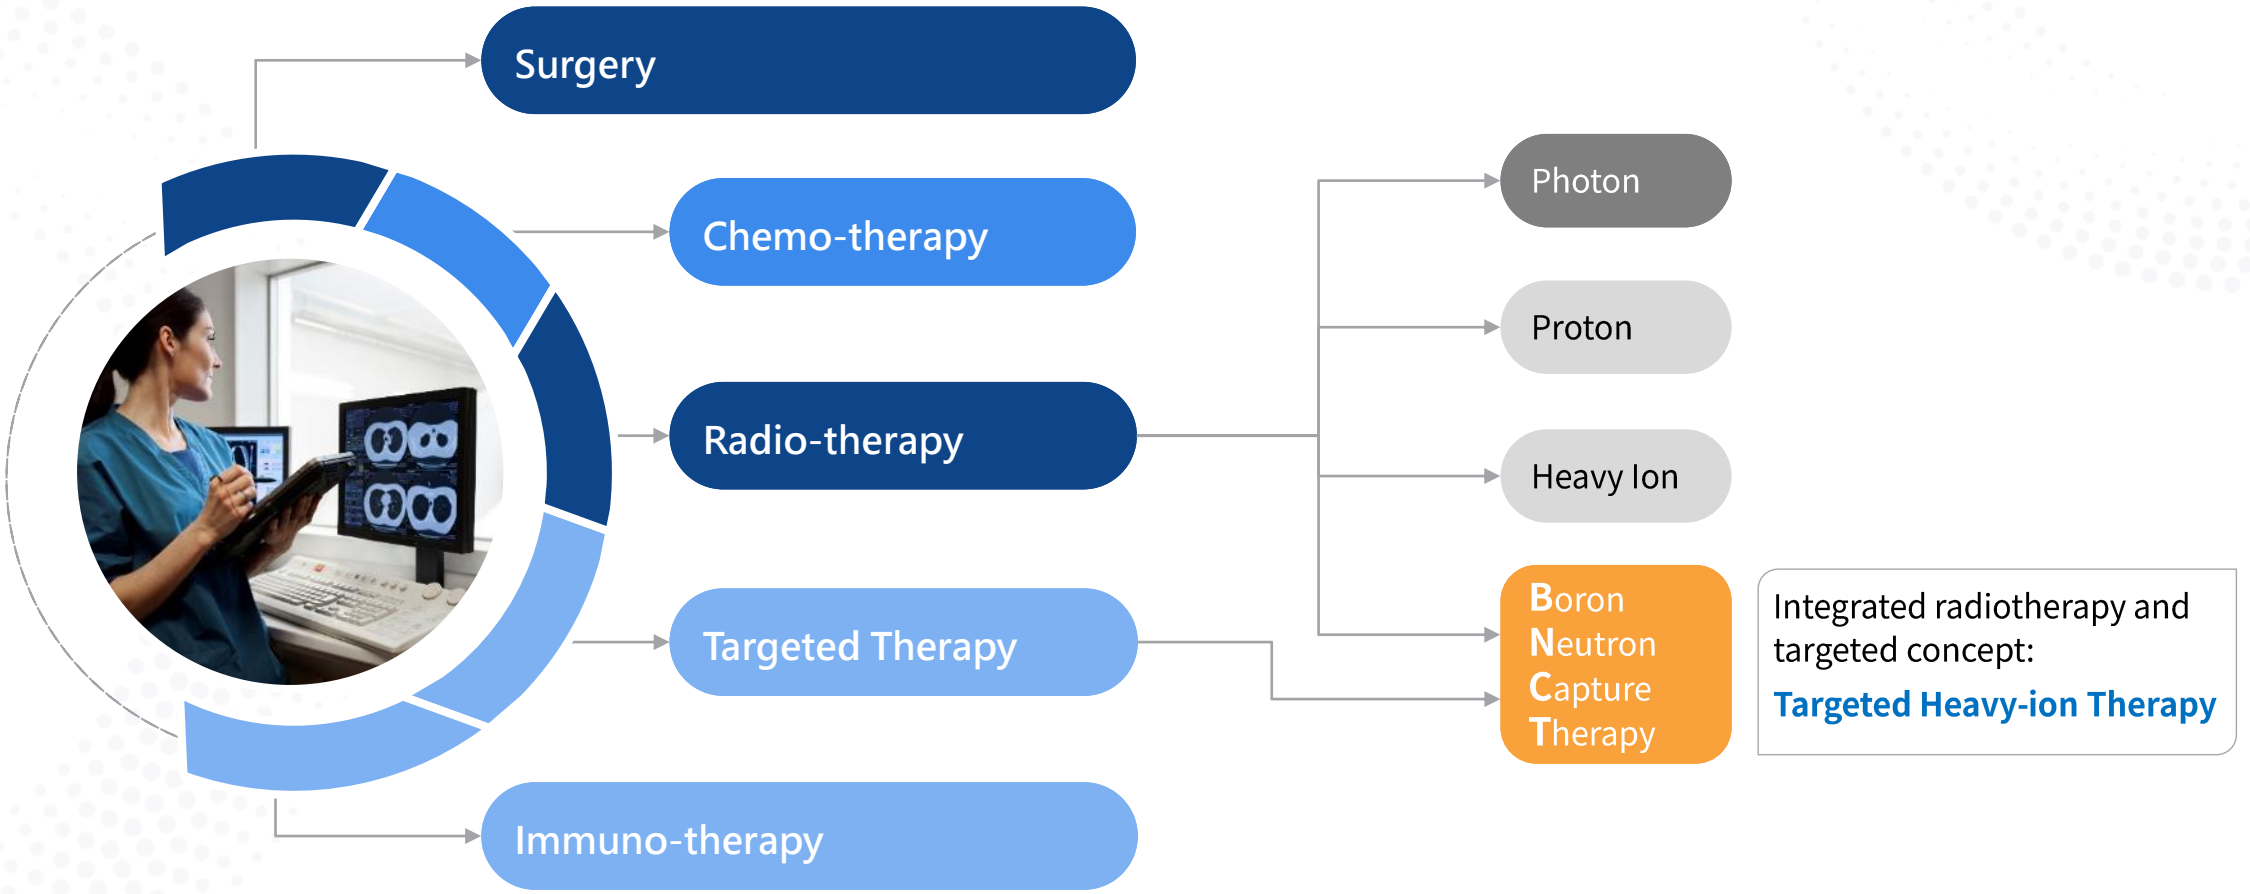 Surgery
Chemo-therapy
Radio-therapy
Targeted Therapy
Immuno-therapy
Photon
Proton
Heavy Ion
Boron
Neutron
Capture
Therapy
Integrated radiotherapy and
targeted concept:
Targeted Heavy-ion Therapy